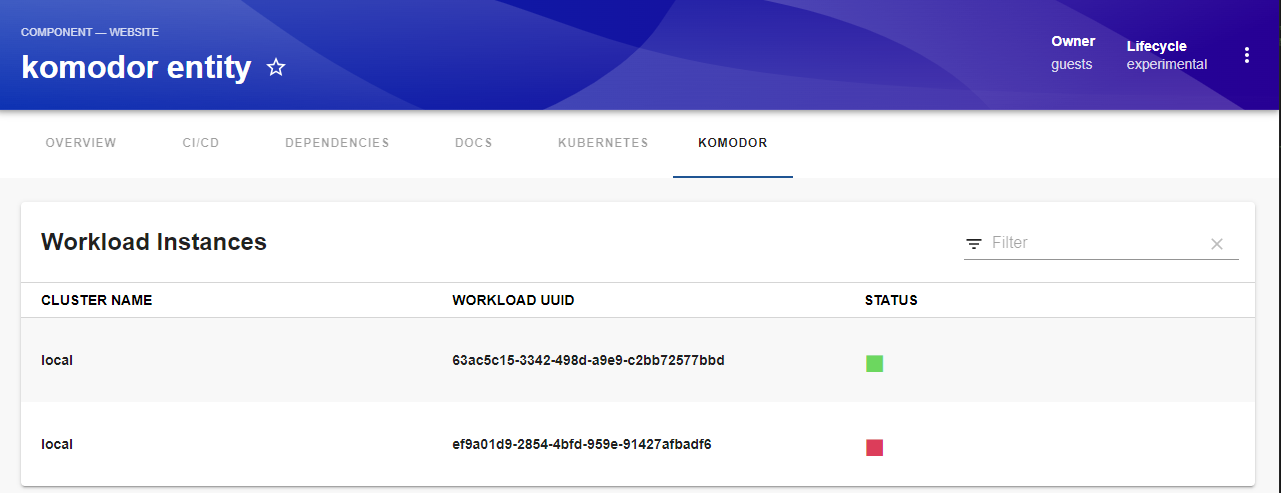 COMPONENT — WEBSITE
komodor entity
Owner
guests
Lifecycle
experimental
OVERVIEW CI/CD DEPENDENCIES DOCS KUBERNETES KOMODOR
Workload Instances
Filter
CLUSTER NAME WORKLOAD UUID STATUS
local 63ac5c15-3342-498d-a9e9-c2bb72577bbd
local ef9a01d9-2854-4bfd-959e-91427afbadf6